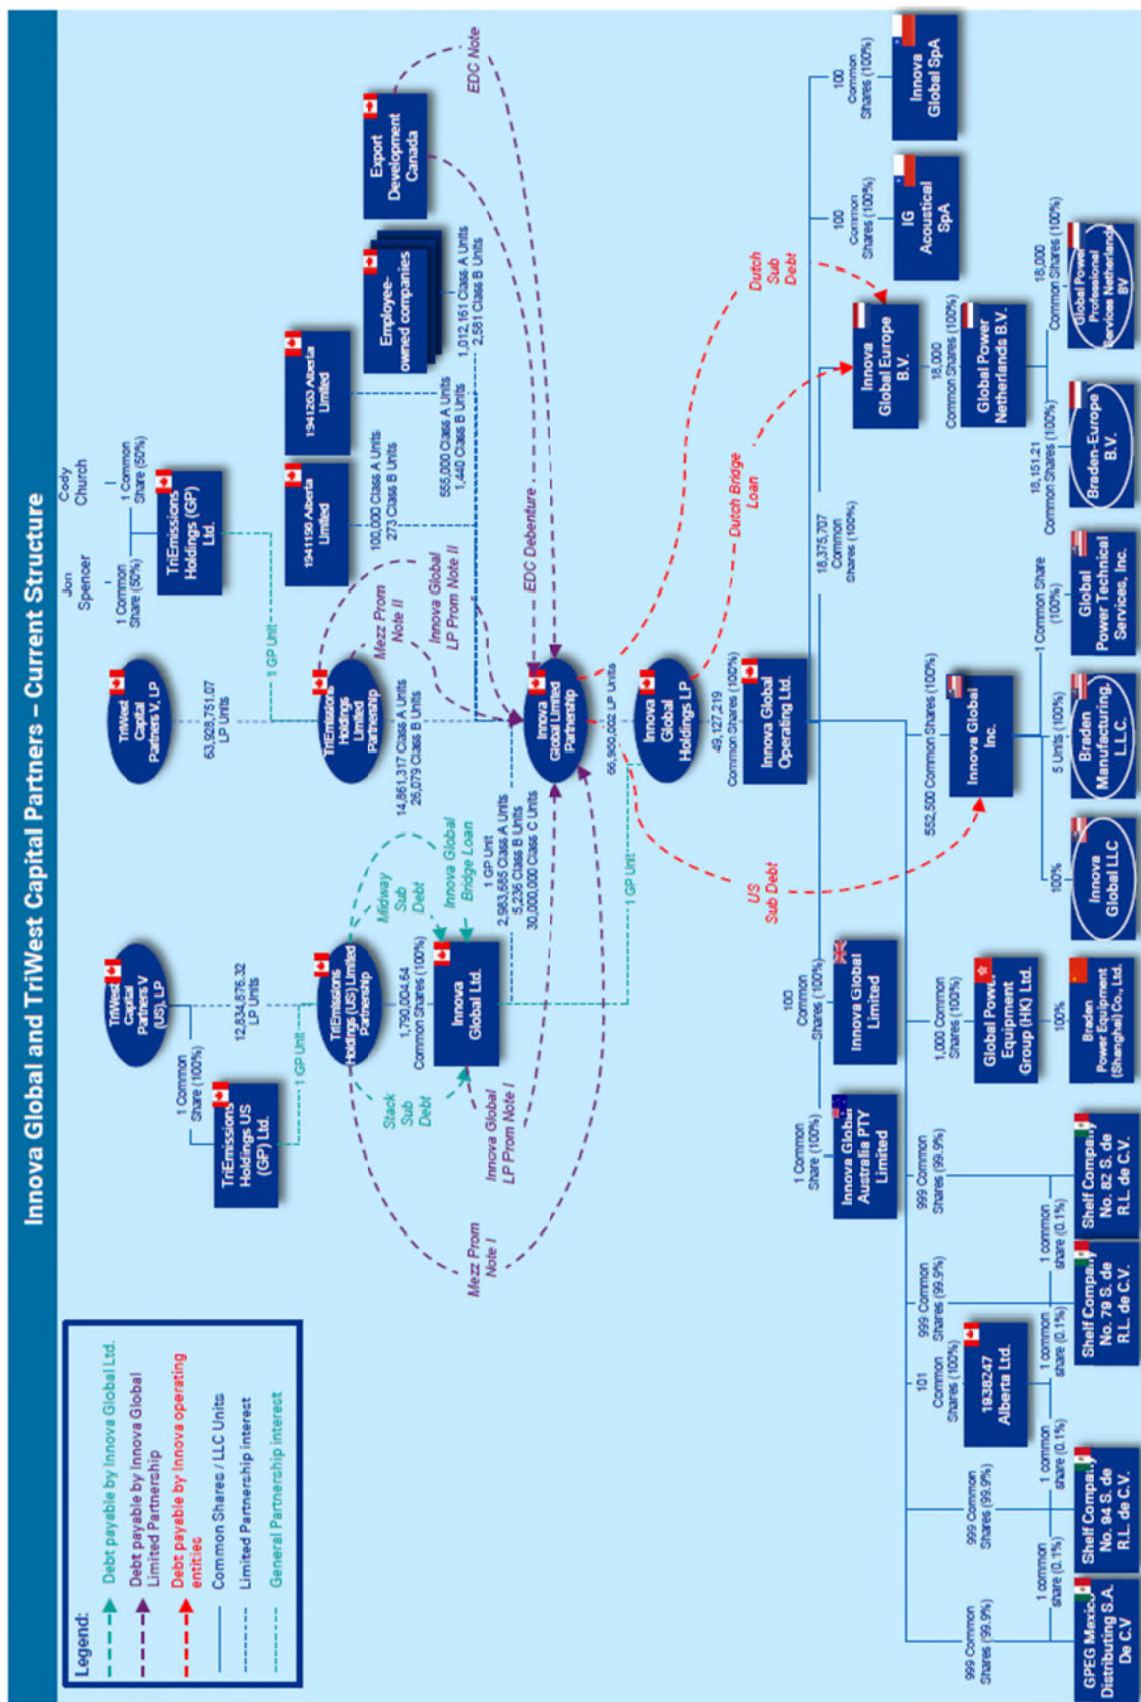 Innova Global and TriWest Capital Partners – Current Structure
Legend:
Debt payable by Innova Global Ltd.
Debt payable by Innova Global
Limited Partnership
Debt payable by Innova operating
entities
Common Shares / LLC Units
Limited Partnership interest
General Partnership interest
TriWest
Capital
Partners V
(US), LP
TriWest
Capital
Partners V, LP
Jon
Spencer
Cody
Church
1 Common
Share (100%)
12,834,876.32
LP Units
63,928,751.07
LP Units
1 Common
Share (50%)
1 Common
Share (50%)
TriEmissions
Holdings US
(GP) Ltd.
TriEmissions
Holdings (GP)
Ltd.
1 GP Unit
1 GP Unit
TriEmissions
Holdings (US) Limited
Partnership
TriEmissions
Holdings
Limited
Partnership
1941190 Alberta
Limited
1941263 Alberta
Limited
Employee-
owned companies
Export
Development
Canada
Mezz Prom
Note I
Stack
Sub
Debt
1,790,004.64
Common Shares (100%)
Midway
Sub
Debt
Innova Global
Bridge Loan
14,861,317 Class A Units
26,079 Class B Units
Mezz Prom
Note II
Innova Global
LP Prom Note II
100,000 Class A Units
273 Class B Units
555,000 Class A Units
1,440 Class B Units
1,012,161 Class A Units
2,581 Class B Units
EDC Note
EDC Debenture
Innova
Global Ltd.
Innova Global
LP Prom Note I
1 GP Unit
2,983,685 Class A Units
5,236 Class B Units
30,000,000 Class C Units
Innova
Global Limited
Partnership
66,950,002 LP Units
1 GP Unit
Innova
Global
Holdings LP
49,127,219
Common Shares (100%)
US
Sub Debt
Dutch Bridge
Loan
Dutch
Sub
Debt
Innova Global
Operating Ltd.
1 Common
Share (100%)
100
Common
Shares (100%)
18,375,707
Common
Shares (100%)
100
Common
Shares (100%)
100
Common
Shares (100%)
Innova Global
Australia PTY
Limited
Innova Global
Limited
Innova
Global Europe
B.V.
IG
Acoustical
SpA
Innova
Global SpA
999 Common
Shares (99.9%)
999 Common
Shares (99.9%)
101
Common
Shares (100%)
999 Common
Shares (99.9%)
999 Common
Shares (99.9%)
1,000 Common
Shares (100%)
552,500 Common Shares (100%)
18,000
Common Shares (100%)
1938247
Alberta Ltd.
Global Power
Equipment
Group (HK) Ltd.
Innova Global
Inc.
Global Power
Netherlands B.V.
1 common
share (0.1%)
1 common
share (0.1%)
1 common
share (0.1%)
1 common
share (0.1%)
100%
100%
5 Units (100%)
1 Common Share
(100%)
18,151.21
Common Shares (100%)
18,000
Common Shares (100%)
GPEG Mexico
Distributing S.A.
De C.V
Shelf Company
No. 94 S. de
R.L. de C.V.
Shelf Company
No. 79 S. de
R.L. de C.V.
Shelf Company
No. 82 S. de
R.L. de C.V.
Braden
Power Equipment
(Shanghai) Co., Ltd.
Innova
Global LLC
Braden
Manufacturing,
L.L.C.
Global
Power Technical
Services, Inc.
Braden-Europe
B.V.
Global Power
Professional
Services Netherlands
BV